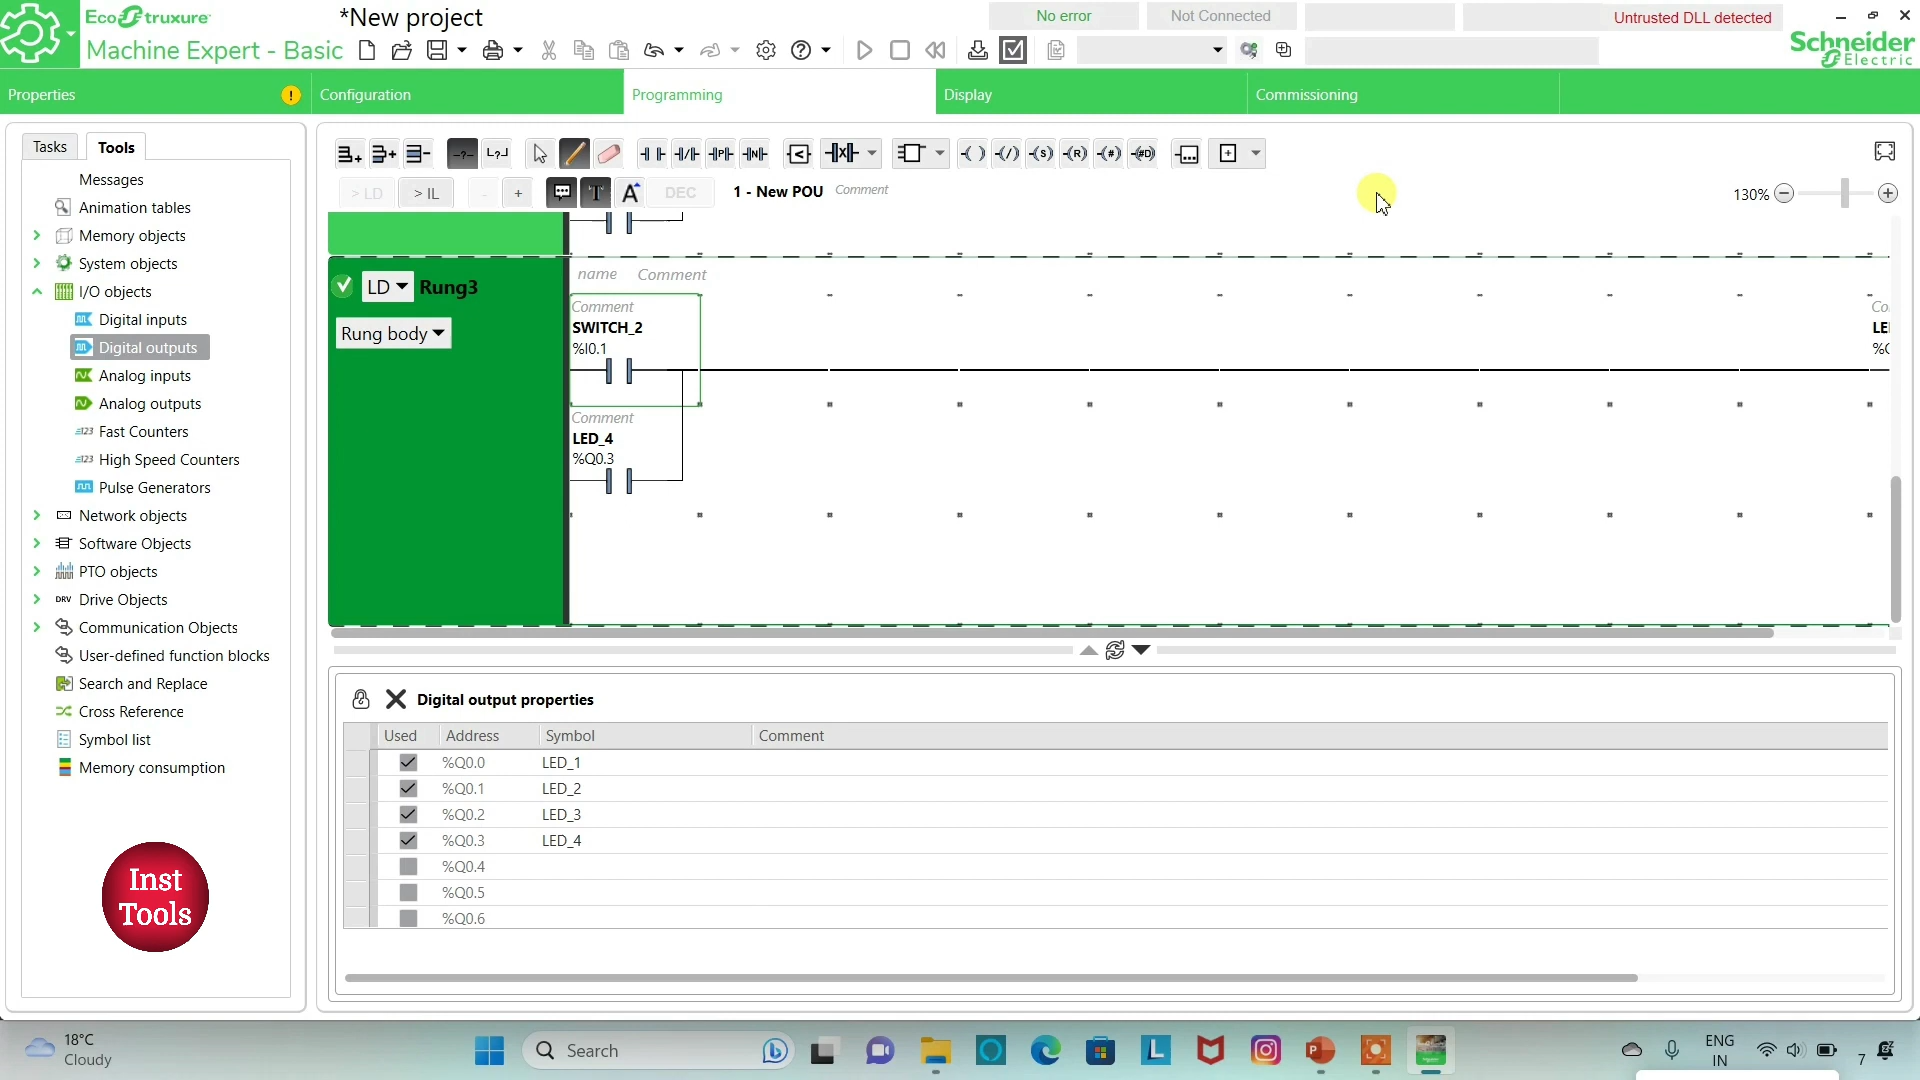 EcoStruxure
Machine Expert - Basic
*New project
No error
Not Connected
Untrusted DLL detected
Schneider
Electric
Properties
Configuration
Programming
Display
Commissioning
Tasks
Tools
Messages
Animation tables
Memory objects
System objects
I/O objects
Digital inputs
Digital outputs
Analog inputs
Analog outputs
Fast Counters
High Speed Counters
Pulse Generators
Network objects
Software Objects
PTO objects
DRV Drive Objects
Communication Objects
User-defined function blocks
Search and Replace
Cross Reference
Symbol list
Memory consumption
Inst
Tools
> LD
> IL
-
+
T
A
DEC
1 - New POU Comment
130%
LD
Rung3
Rung body
name Comment
Comment
SWITCH_2
%I0.1
Comment
LED_4
%Q0.3
Co
LE
Digital output properties
Used Address Symbol Comment
%Q0.0 LED_1
%Q0.1 LED_2
%Q0.2 LED_3
%Q0.3 LED_4
%Q0.4
%Q0.5
%Q0.6
18°C
Cloudy
Search
ENG
IN
7